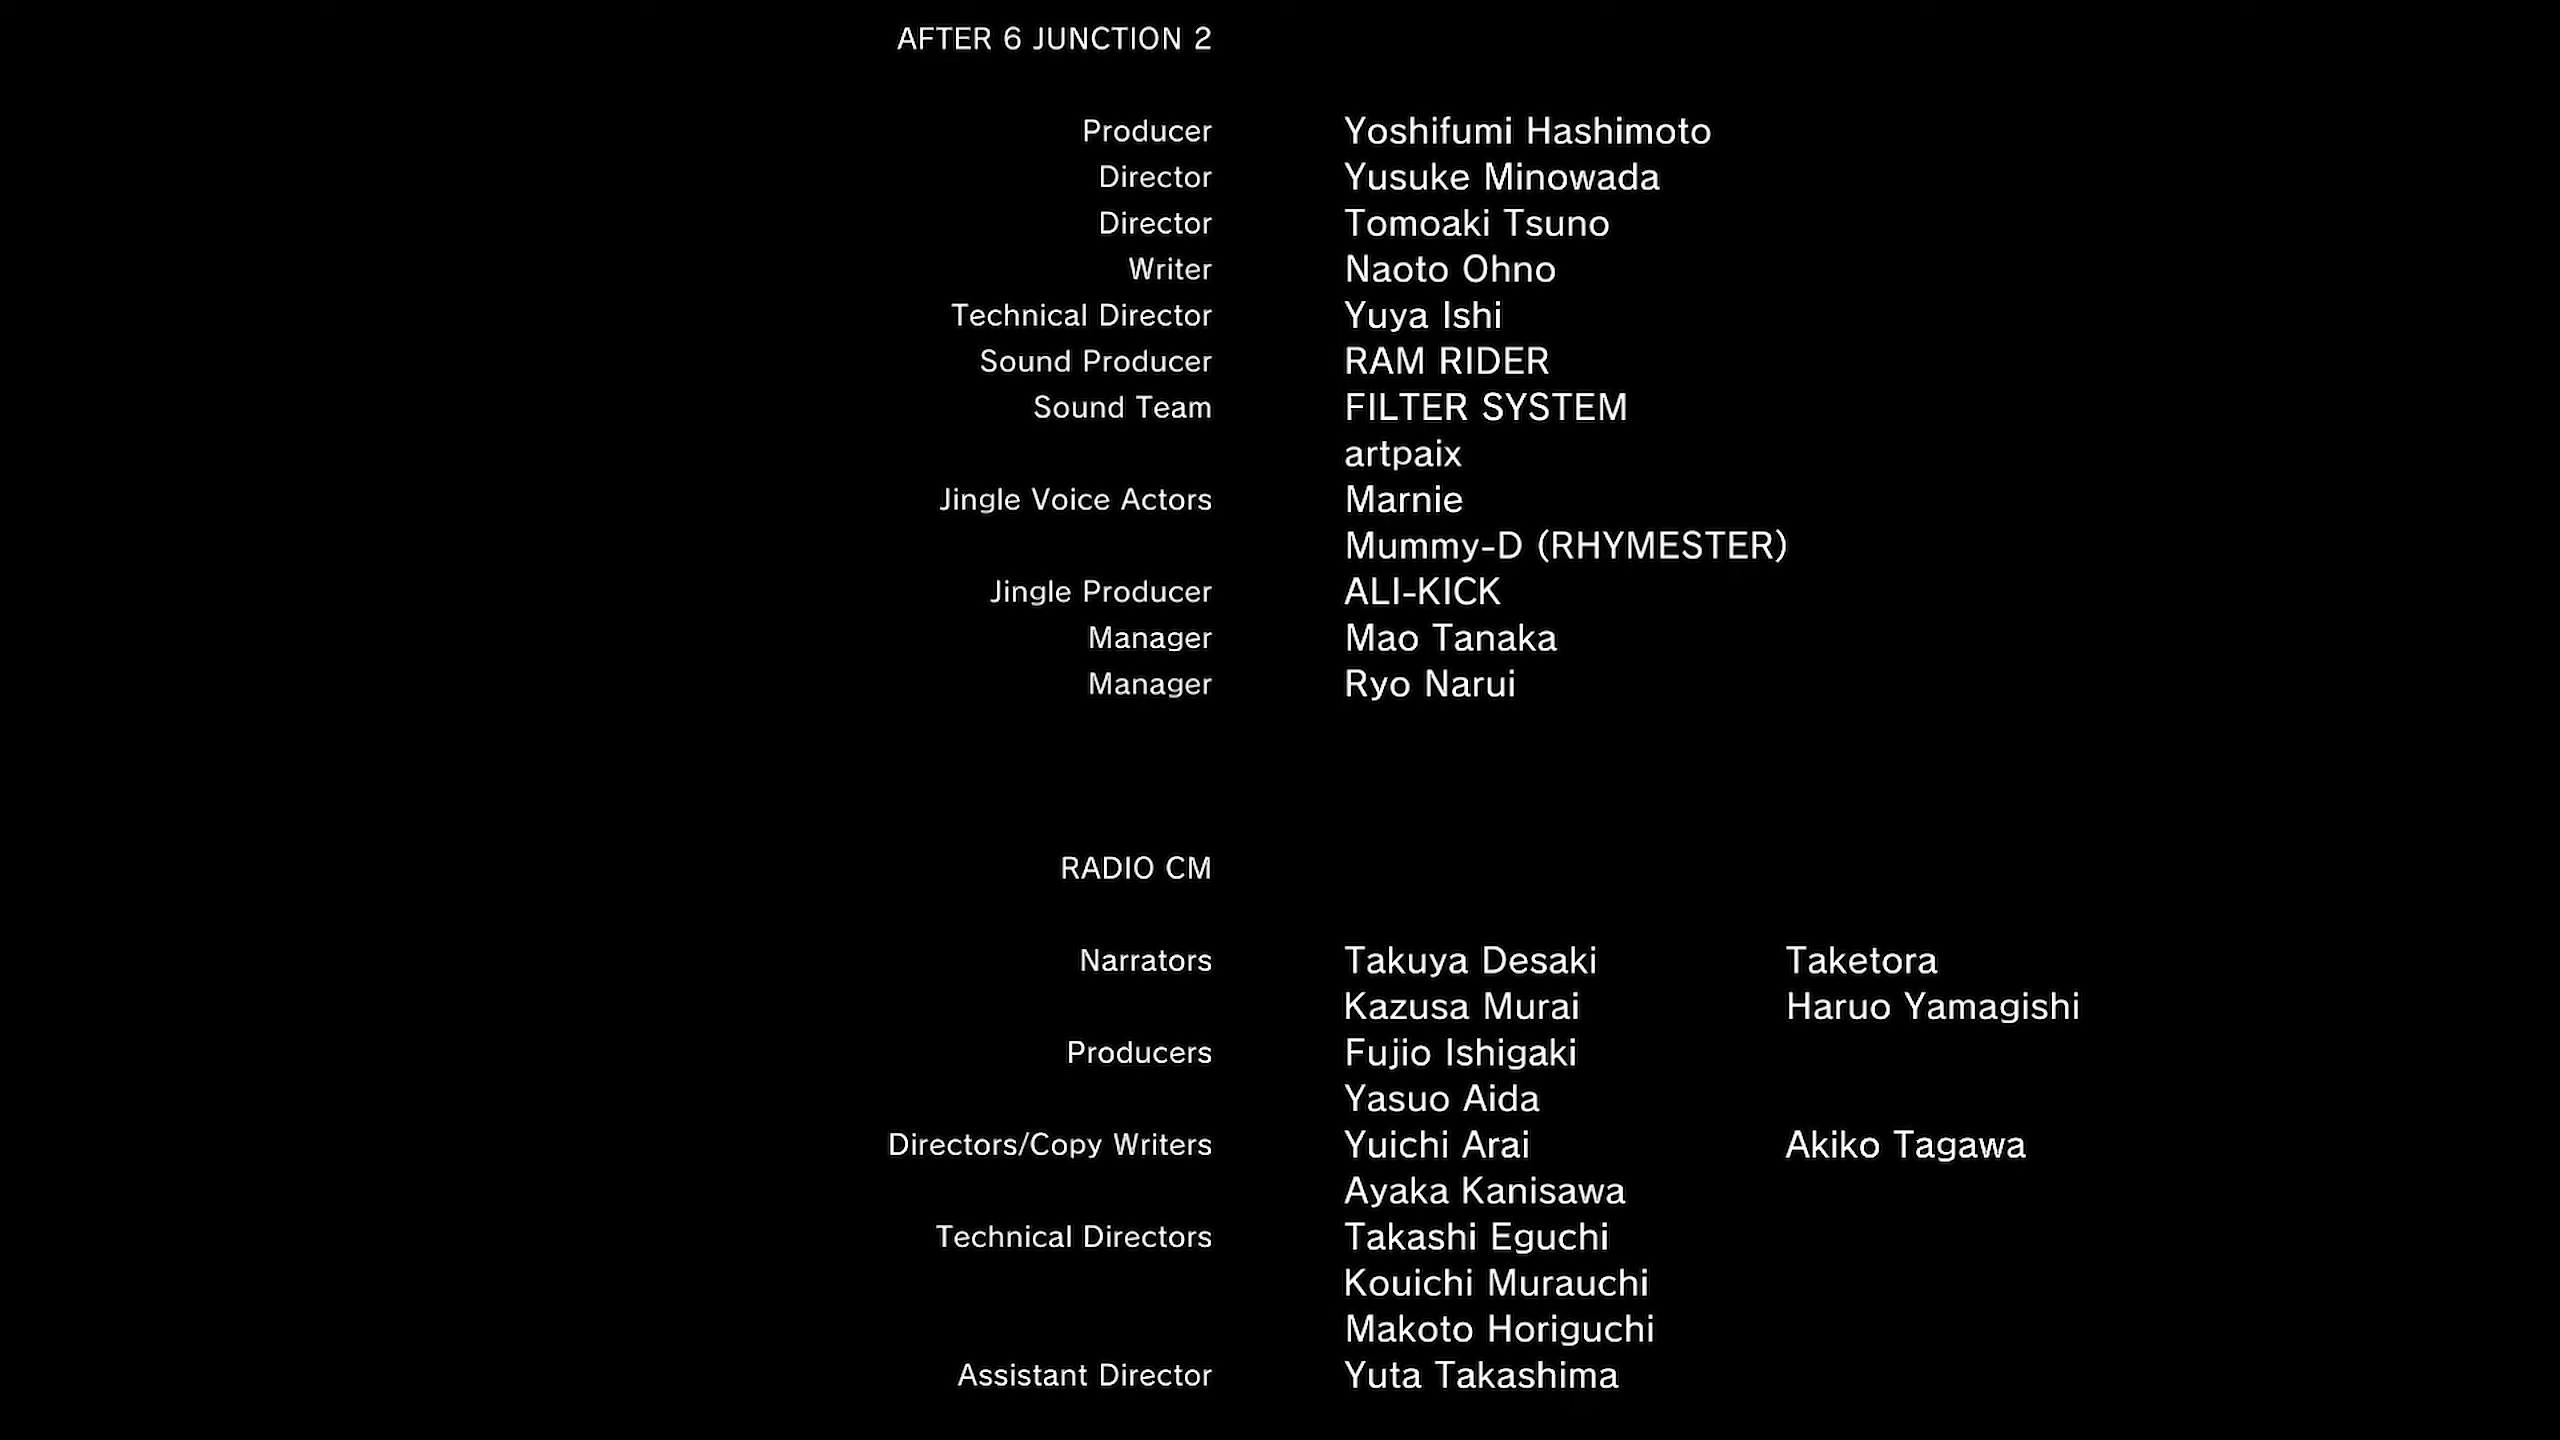 AFTER 6 JUNCTION 2
Producer Yoshifumi Hashimoto
Director Yusuke Minowada
Director Tomoaki Tsuno
Writer Naoto Ohno
Technical Director Yuya Ishi
Sound Producer RAM RIDER
Sound Team FILTER SYSTEM
artpaix
Jingle Voice Actors Marnie
Mummy-D (RHYMESTER)
Jingle Producer ALI-KICK
Manager Mao Tanaka
Manager Ryo Narui
RADIO CM
Narrators Takuya Desaki Taketora
Kazusa Murai Haruo Yamagishi
Producers Fujio Ishigaki
Yasuo Aida
Directors/Copy Writers Yuichi Arai Akiko Tagawa
Ayaka Kanisawa
Technical Directors Takashi Eguchi
Kouichi Murauchi
Makoto Horiguchi
Assistant Director Yuta Takashima